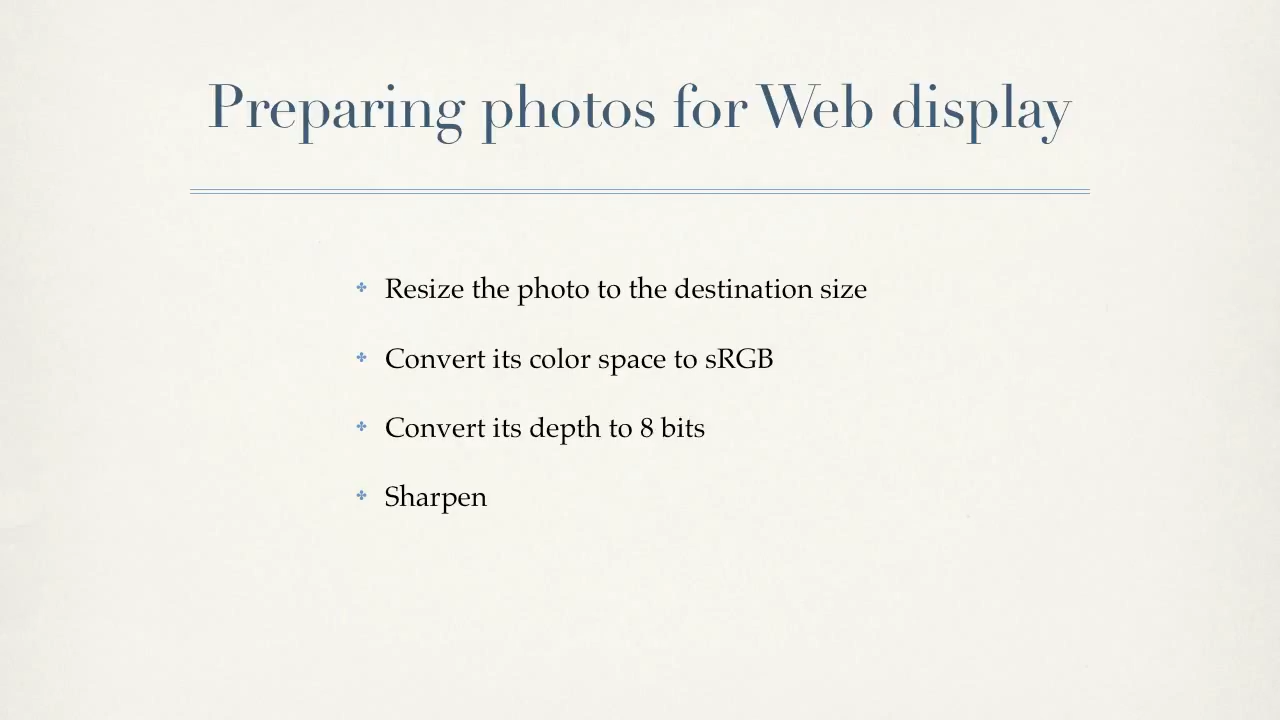 Preparing photos for Web display
Resize the photo to the destination size
Convert its color space to sRGB
Convert its depth to 8 bits
Sharpen